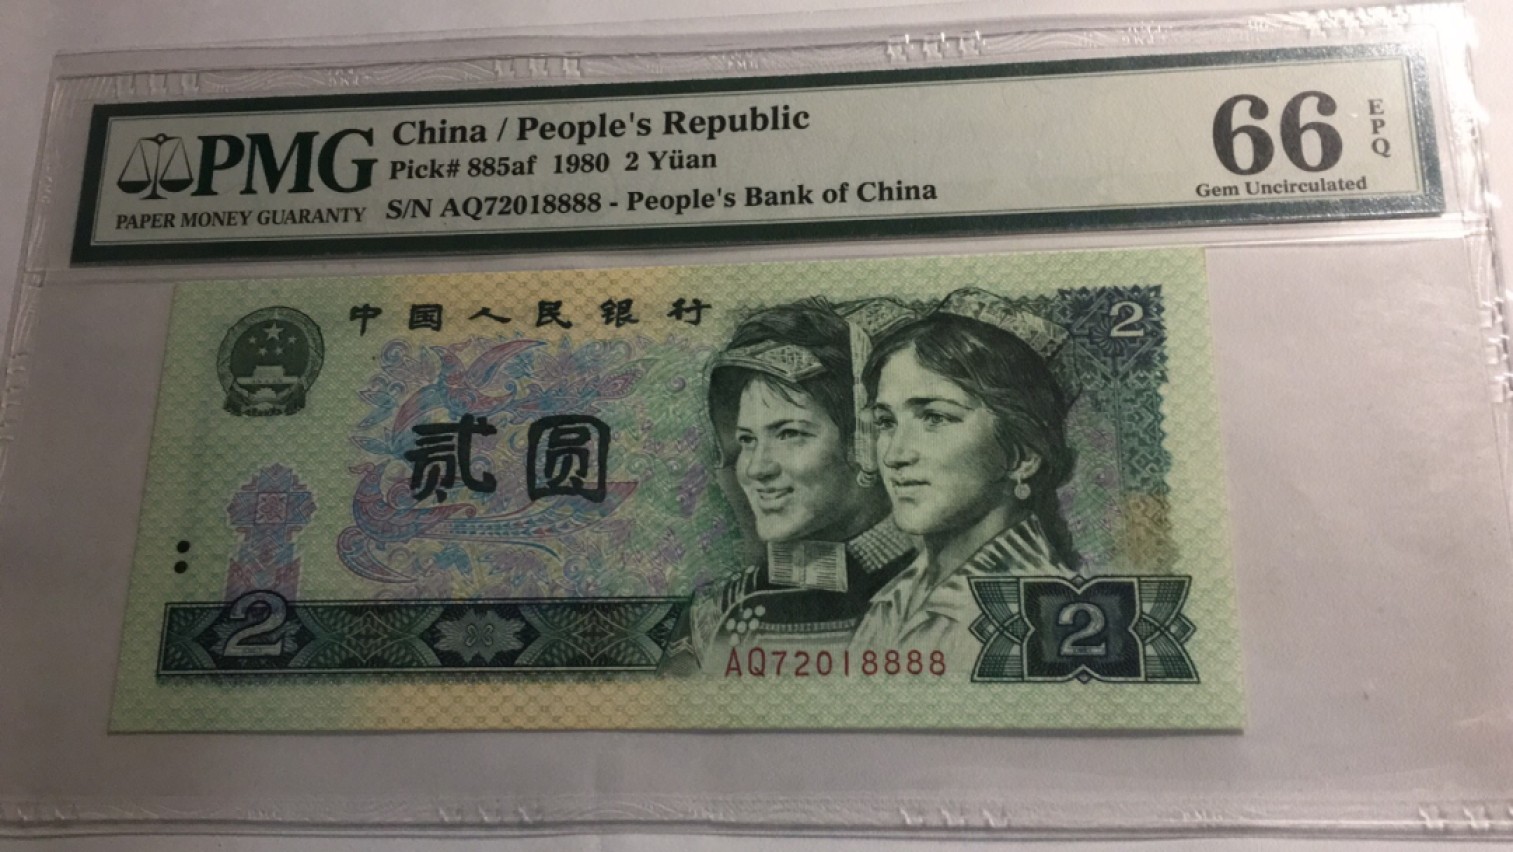 PMG
PAPER MONEY GUARANTY
China / People's Republic
Pick# 885af 1980 2 Yüan
S/N AQ72018888 - People's Bank of China
66
EPQ
Gem Uncirculated
中国人民银行
2
贰圆
2
AQ72018888
2